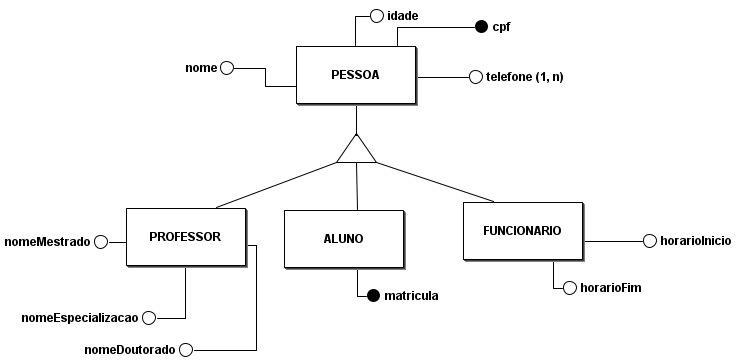 idade
cpf
nome
PESSOA
telefone (1, n)
PROFESSOR
ALUNO
FUNCIONARIO
nomeMestrado
horarioInicio
horarioFim
matricula
nomeEspecializacao
nomeDoutorado